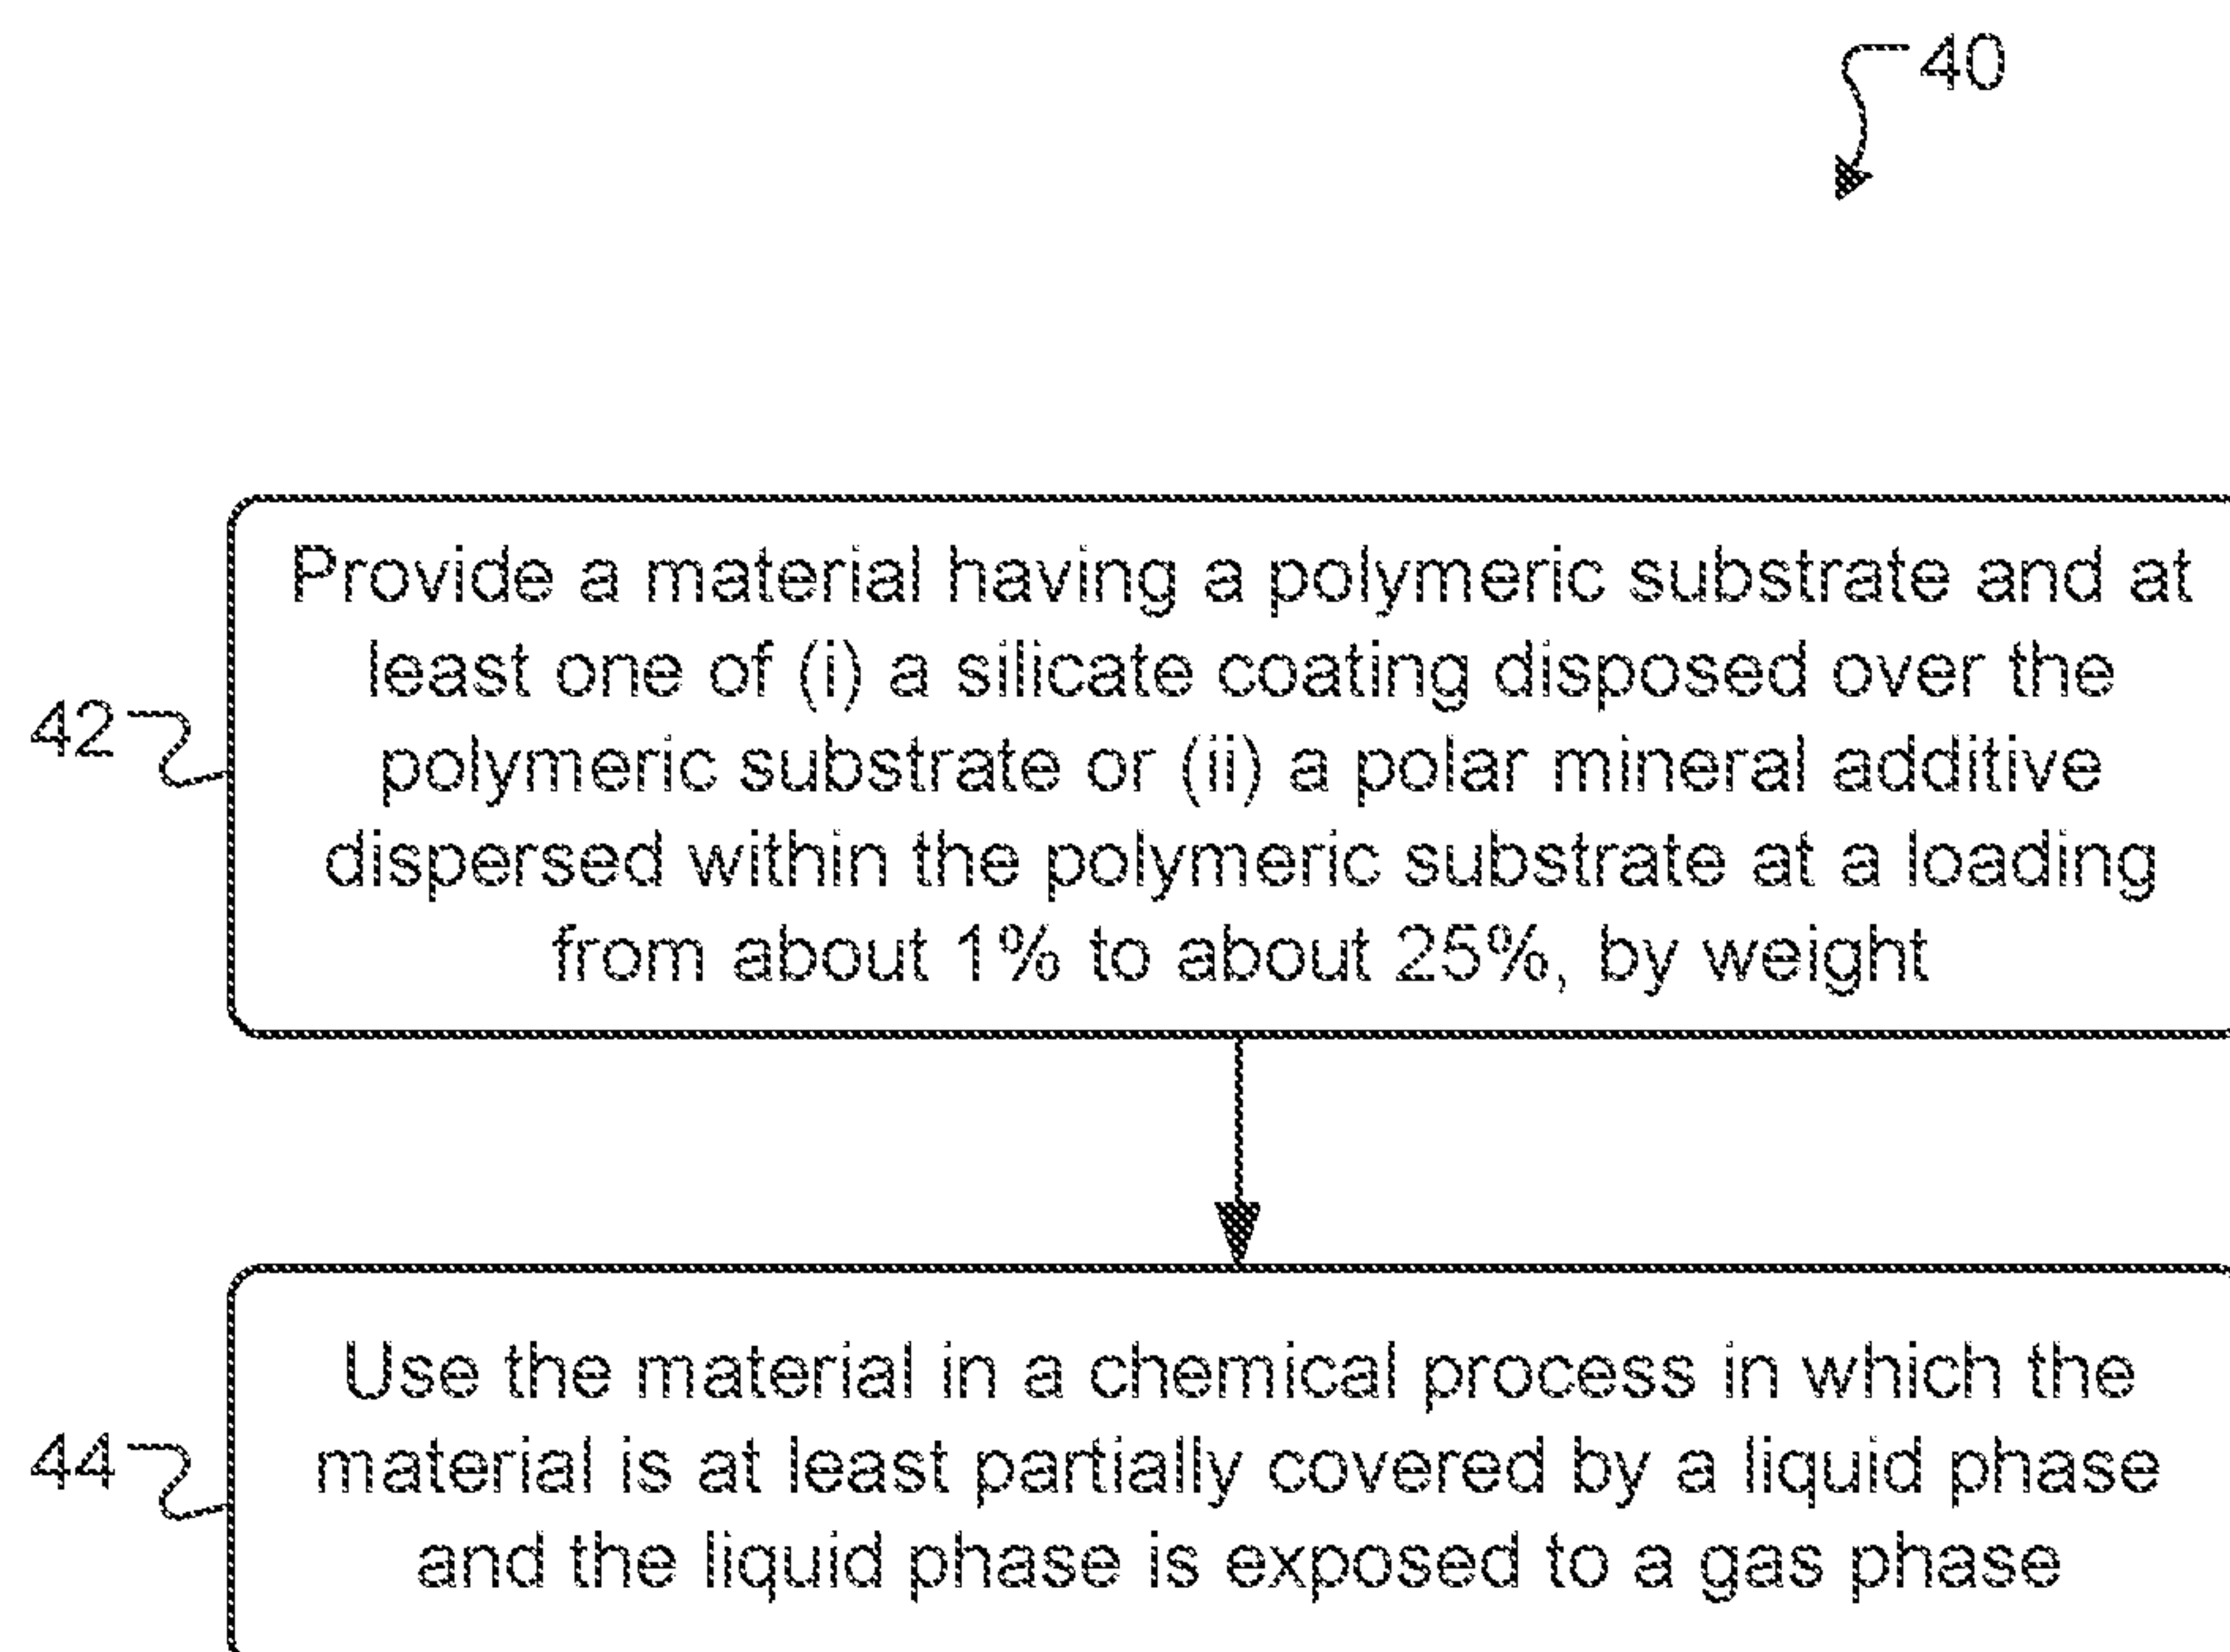 40
Provide a material having a polymeric substrate and at
least one of (i) a silicate coating disposed over the
42
polymeric substrate or (ii) a polar mineral additive
dispersed within the polymeric substrate at a loading
from about 1% to about 25%, by weight
Use the material in a chemical process in which the
44
material is at least partially covered by a liquid phase
and the liquid phase is exposed to a gas phase